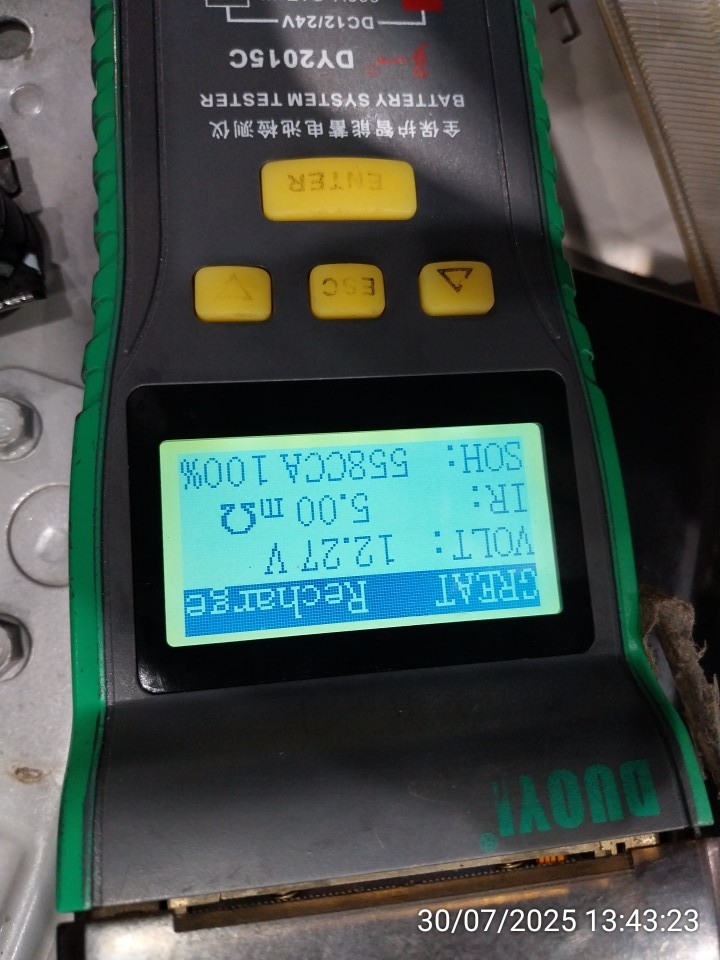 DUOYI®
GREAT Recharge
VOLT: 12.27 V
IR: 5.00 mΩ
SOH: 558CCA 100%
ESC
ENTER
全保护智能蓄电池检测仪
BATTERY SYSTEM TESTER
DY2015C
DC12/24V
30/07/2025 13:43:23